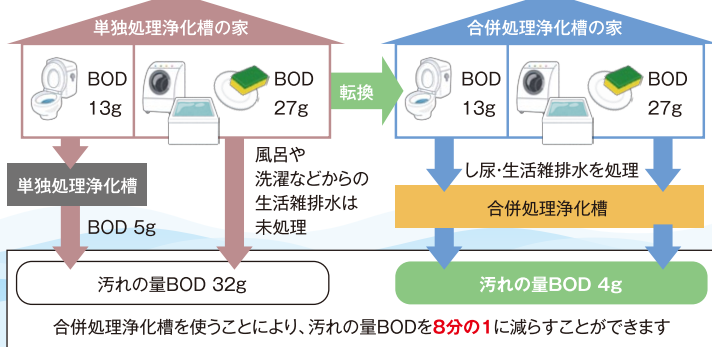 単独処理浄化槽の家
BOD
13g
BOD
27g
単独処理浄化槽
BOD 5g
風呂や
洗濯などからの
生活雑排水は
未処理
汚れの量BOD 32g
転換
合併処理浄化槽の家
BOD
13g
BOD
27g
し尿・生活雑排水を処理
合併処理浄化槽
汚れの量BOD 4g
合併処理浄化槽を使うことにより、汚れの量BODを8分の1に減らすことができます